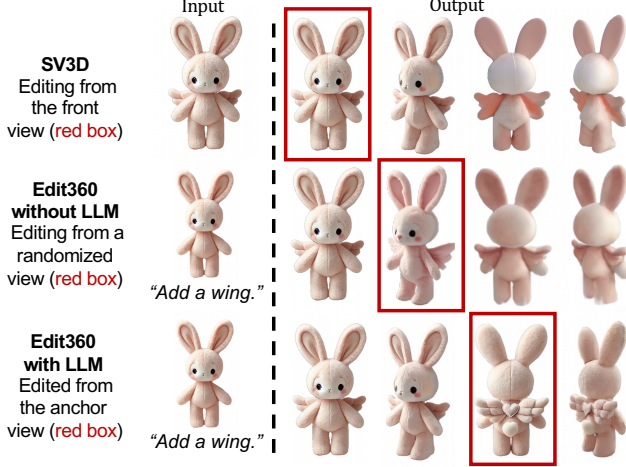 Input
Output
SV3D
Editing from
the front
view (red box)
Edit360
without LLM
Editing from a
randomized
view (red box)
“Add a wing.”
Edit360
with LLM
Edited from
the anchor
view (red box)
“Add a wing.”